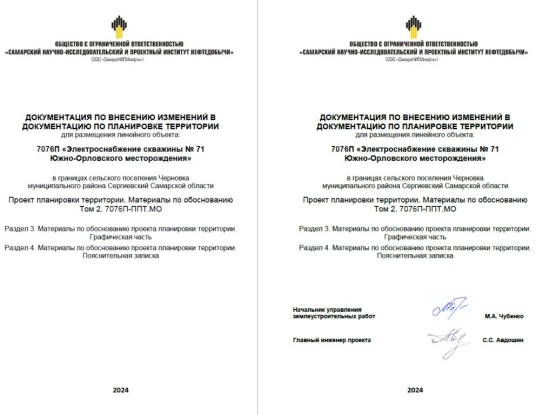 ОБЩЕСТВО С ОГРАНИЧЕННОЙ ОТВЕТСТВЕННОСТЬЮ
«САМАРСКИЙ НАУЧНО-ИССЛЕДОВАТЕЛЬСКИЙ И ПРОЕКТНЫЙ ИНСТИТУТ НЕФТЕДОБЫЧИ»
(ООО «СамараНИПИнефть»)
ДОКУМЕНТАЦИЯ ПО ВНЕСЕНИЮ ИЗМЕНЕНИЙ В
ДОКУМЕНТАЦИЮ ПО ПЛАНИРОВКЕ ТЕРРИТОРИИ
для размещения линейного объекта:
7076П «Электроснабжение скважины № 71
Южно-Орловского месторождения»
в границах сельского поселения Черновка
муниципального района Сергиевский Самарской области
Проект планировки территории. Материалы по обоснованию
Том 2. 7076П-ППТ.МО
Раздел 3. Материалы по обоснованию проекта планировки территории.
Графическая часть
Раздел 4. Материалы по обоснованию проекта планировки территории.
Пояснительная записка
2024
ОБЩЕСТВО С ОГРАНИЧЕННОЙ ОТВЕТСТВЕННОСТЬЮ
«САМАРСКИЙ НАУЧНО-ИССЛЕДОВАТЕЛЬСКИЙ И ПРОЕКТНЫЙ ИНСТИТУТ НЕФТЕДОБЫЧИ»
(ООО «СамараНИПИнефть»)
ДОКУМЕНТАЦИЯ ПО ВНЕСЕНИЮ ИЗМЕНЕНИЙ В
ДОКУМЕНТАЦИЮ ПО ПЛАНИРОВКЕ ТЕРРИТОРИИ
для размещения линейного объекта:
7076П «Электроснабжение скважины № 71
Южно-Орловского месторождения»
в границах сельского поселения Черновка
муниципального района Сергиевский Самарской области
Проект планировки территории. Материалы по обоснованию
Том 2. 7076П-ППТ.МО
Раздел 3. Материалы по обоснованию проекта планировки территории.
Графическая часть
Раздел 4. Материалы по обоснованию проекта планировки территории.
Пояснительная записка
Начальник управления
землеустроительных работ М.А. Чубенко
Главный инженер проекта С.С. Авдошин
2024